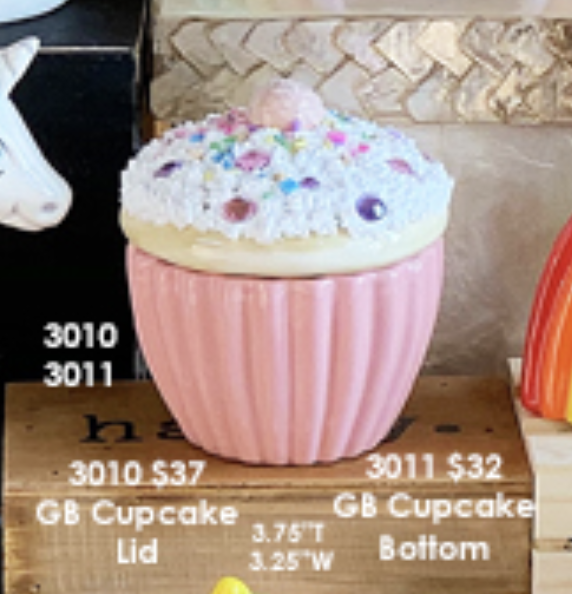 3010
3011
3010 $37
GB Cupcake
Lid
3.75"T
3.25"W
3011 $32
GB Cupcake
Bottom